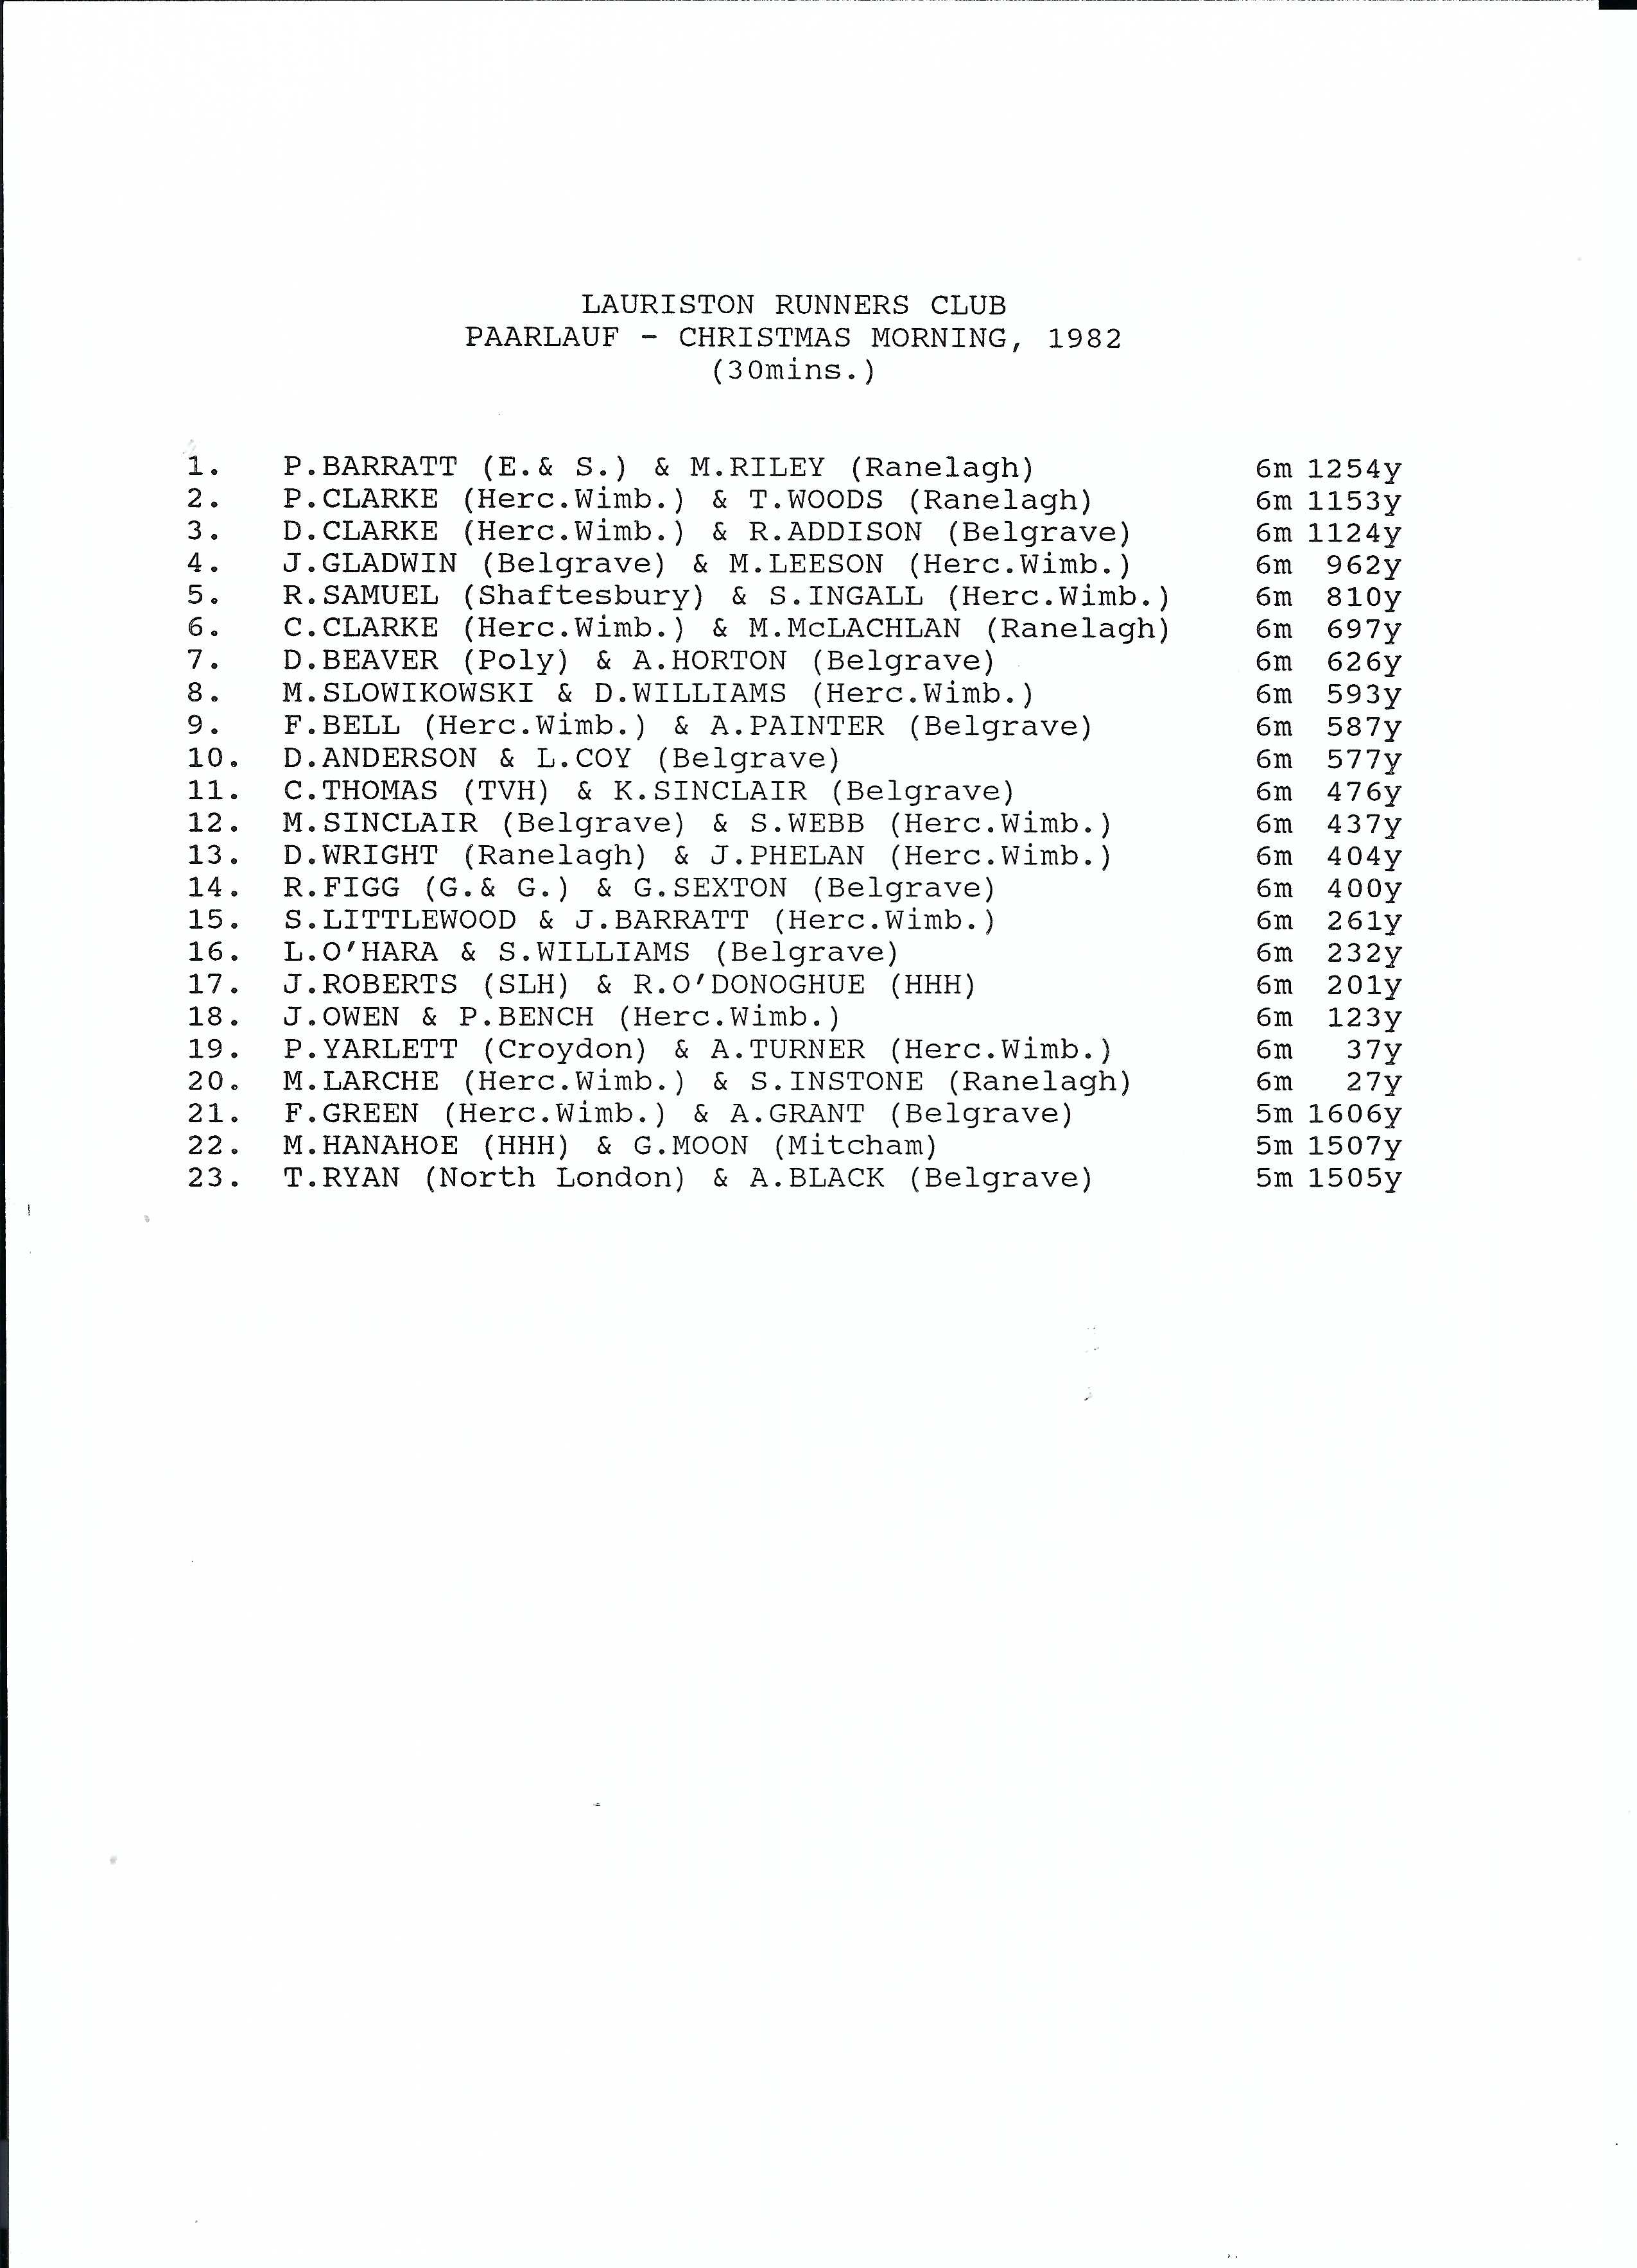 LAURISTON RUNNERS CLUB
PAARLAUF - CHRISTMAS MORNING, 1982
(30mins.)
1. P.BARRATT (E.& S.) & M.RILEY (Ranelagh) 6m 1254y
2. P.CLARKE (Herc.Wimb.) & T.WOODS (Ranelagh) 6m 1153y
3. D.CLARKE (Herc.Wimb.) & R.ADDISON (Belgrave) 6m 1124y
4. J.GLADWIN (Belgrave) & M.LEESON (Herc.Wimb.) 6m 962y
5. R.SAMUEL (Shaftesbury) & S.INGALL (Herc.Wimb.) 6m 810y
6. C.CLARKE (Herc.Wimb.) & M.McLACHLAN (Ranelagh) 6m 697y
7. D.BEAVER (Poly) & A.HORTON (Belgrave) 6m 626y
8. M.SLOWIKOWSKI & D.WILLIAMS (Herc.Wimb.) 6m 593y
9. F.BELL (Herc.Wimb.) & A.PAINTER (Belgrave) 6m 587y
10. D.ANDERSON & L.COY (Belgrave) 6m 577y
11. C.THOMAS (TVH) & K.SINCLAIR (Belgrave) 6m 476y
12. M.SINCLAIR (Belgrave) & S.WEBB (Herc.Wimb.) 6m 437y
13. D.WRIGHT (Ranelagh) & J.PHELAN (Herc.Wimb.) 6m 404y
14. R.FIGG (G.& G.) & G.SEXTON (Belgrave) 6m 400y
15. S.LITTLEWOOD & J.BARRATT (Herc.Wimb.) 6m 261y
16. L.O'HARA & S.WILLIAMS (Belgrave) 6m 232y
17. J.ROBERTS (SLH) & R.O'DONOGHUE (HHH) 6m 201y
18. J.OWEN & P.BENCH (Herc.Wimb.) 6m 123y
19. P.YARLETT (Croydon) & A.TURNER (Herc.Wimb.) 6m 37y
20. M.LARCHE (Herc.Wimb.) & S.INSTONE (Ranelagh) 6m 27y
21. F.GREEN (Herc.Wimb.) & A.GRANT (Belgrave) 5m 1606y
22. M.HANAHOE (HHH) & G.MOON (Mitcham) 5m 1507y
23. T.RYAN (North London) & A.BLACK (Belgrave) 5m 1505y